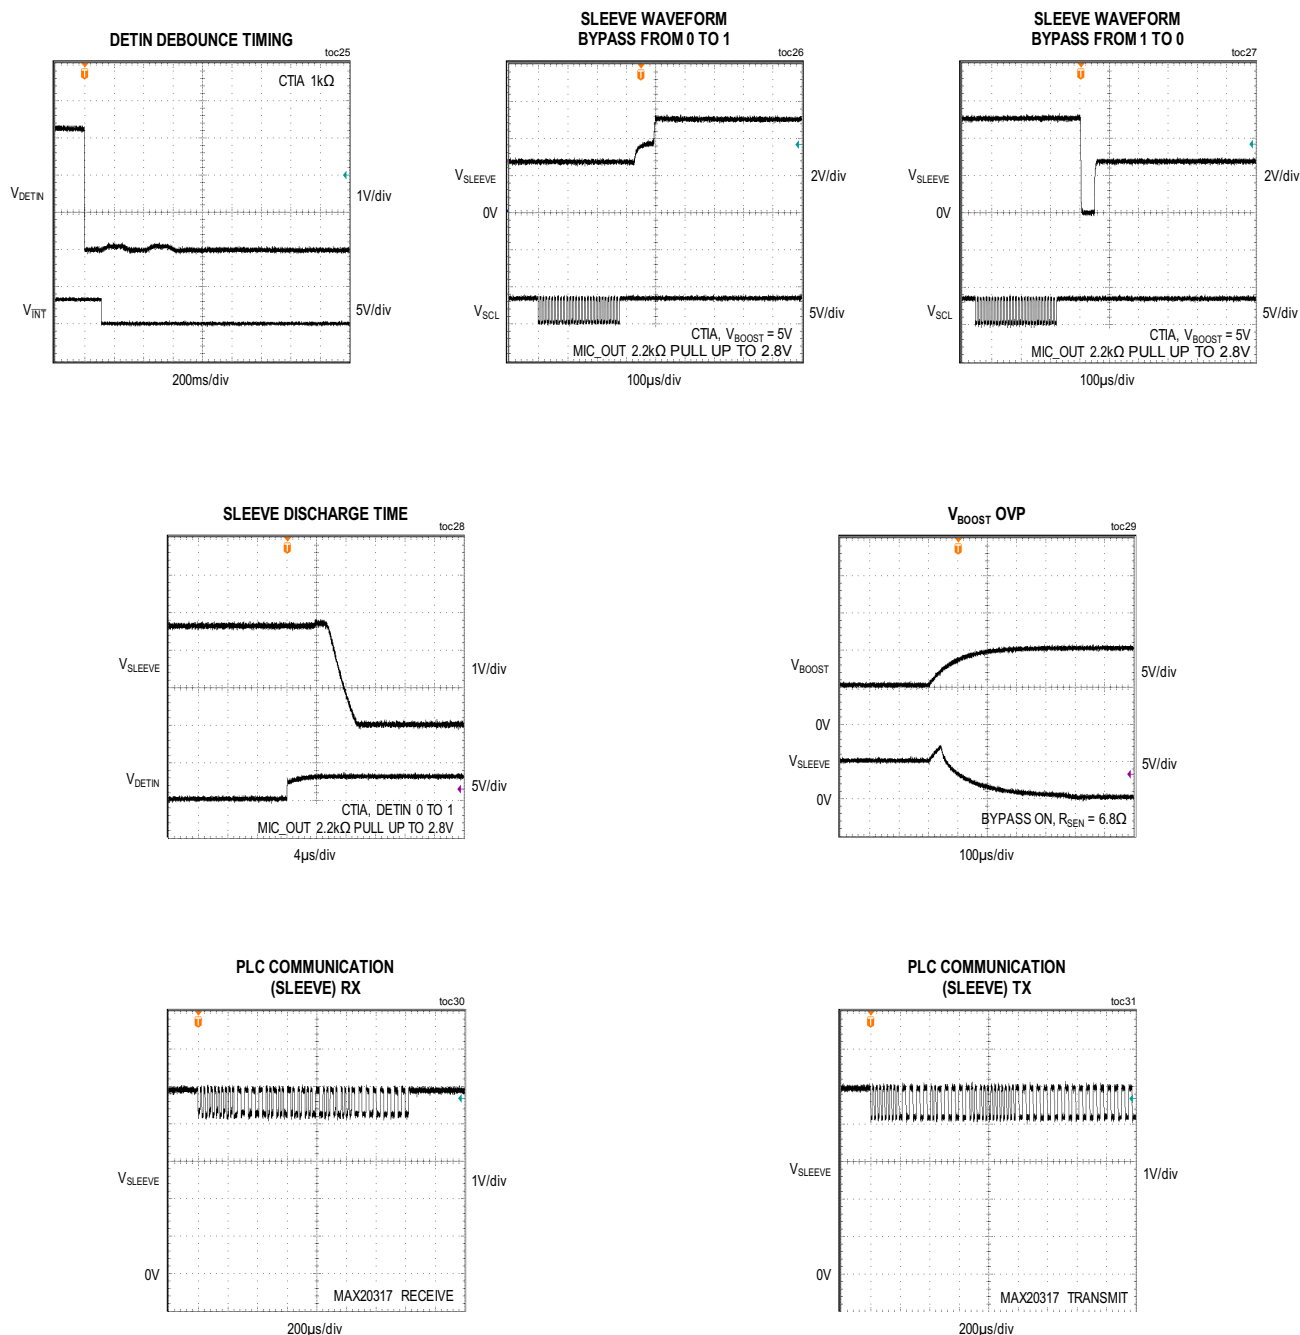 DETIN DEBOUNCE TIMING
toc25
CTIA 1kΩ
VDETIN
1V/div
VINT
5V/div
200ms/div
SLEEVE WAVEFORM
BYPASS FROM 0 TO 1
toc26
VSLEEVE
2V/div
0V
VSCL
5V/div
CTIA, VBOOST = 5V
MIC_OUT 2.2kΩ PULL UP TO 2.8V
100µs/div
SLEEVE WAVEFORM
BYPASS FROM 1 TO 0
toc27
VSLEEVE
2V/div
0V
VSCL
5V/div
CTIA, VBOOST = 5V
MIC_OUT 2.2kΩ PULL UP TO 2.8V
100µs/div
SLEEVE DISCHARGE TIME
toc28
VSLEEVE
1V/div
VDETIN
5V/div
CTIA, DETIN 0 TO 1
MIC_OUT 2.2kΩ PULL UP TO 2.8V
4µs/div
VBOOST OVP
toc29
VBOOST
5V/div
0V
VSLEEVE
5V/div
0V
BYPASS ON, RSEN = 6.8Ω
100µs/div
PLC COMMUNICATION
(SLEEVE) RX
toc30
VSLEEVE
1V/div
0V
MAX20317 RECEIVE
200µs/div
PLC COMMUNICATION
(SLEEVE) TX
toc31
VSLEEVE
1V/div
0V
MAX20317 TRANSMIT
200µs/div